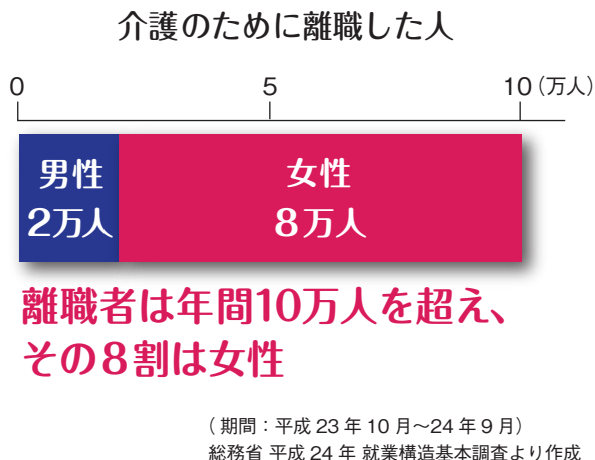 介護のために離職した人
0 5 10（万人）
男性 女性
2万人 8万人
離職者は年間10万人を超え、
その8割は女性
（期間：平成 23 年 10 月～24 年 9 月）
総務省 平成 24 年 就業構造基本調査より作成